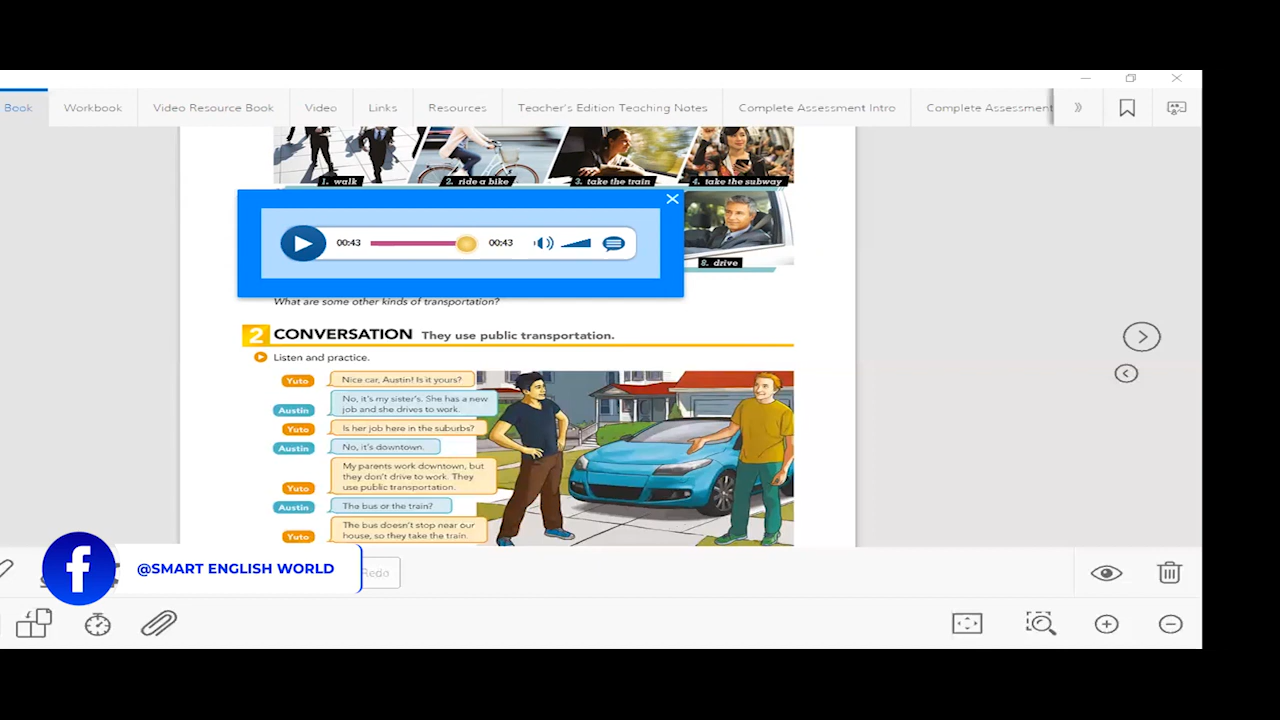 Book Workbook Video Resource Book Video Links Resources Teacher's Edition Teaching Notes Complete Assessment Intro Complete Assessment
1. walk 2. ride a bike 3. take the train 4. take the subway
00:43 00:43
8. drive
What are some other kinds of transportation?
2 CONVERSATION They use public transportation.
Listen and practice.
Yuto Nice car, Austin! Is it yours?
Austin No, it's my sister's. She has a new
job and she drives to work.
Yuto Is her job here in the suburbs?
Austin No, it's downtown.
Yuto My parents work downtown, but
they don't drive to work. They
use public transportation.
Austin The bus or the train?
Yuto The bus doesn't stop near our
house, so they take the train.
@SMART ENGLISH WORLD
Redo